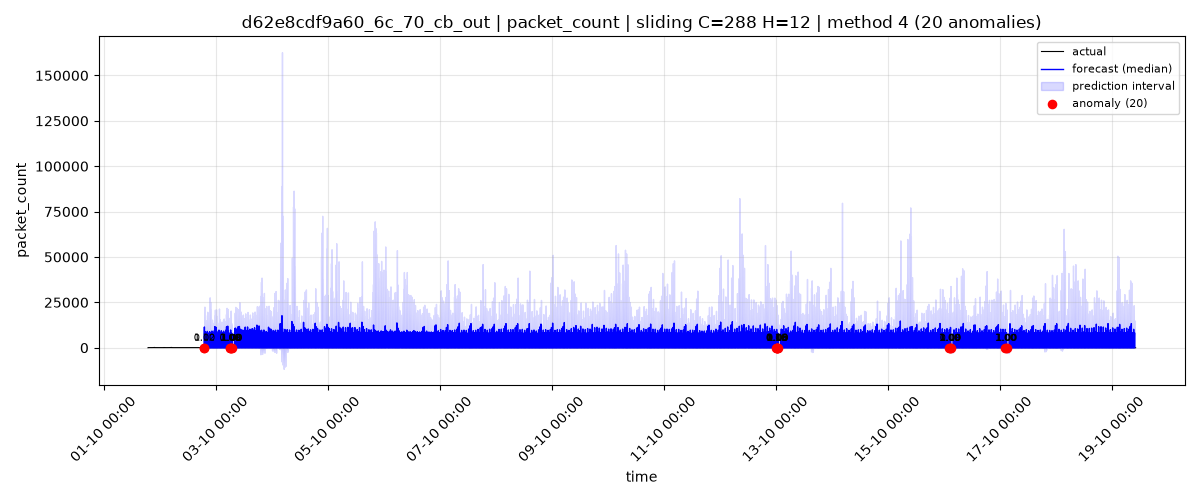 d62e8cdf9a60_6c_70_cb_out | packet_count | sliding C=288 H=12 | method 4 (20 anomalies)
actual
forecast (median)
prediction interval
anomaly (20)
packet_count
150000
125000
100000
75000
50000
25000
0
1.00
01-10 00:00
03-10 00:00
05-10 00:00
07-10 00:00
09-10 00:00
11-10 00:00
13-10 00:00
15-10 00:00
17-10 00:00
19-10 00:00
time